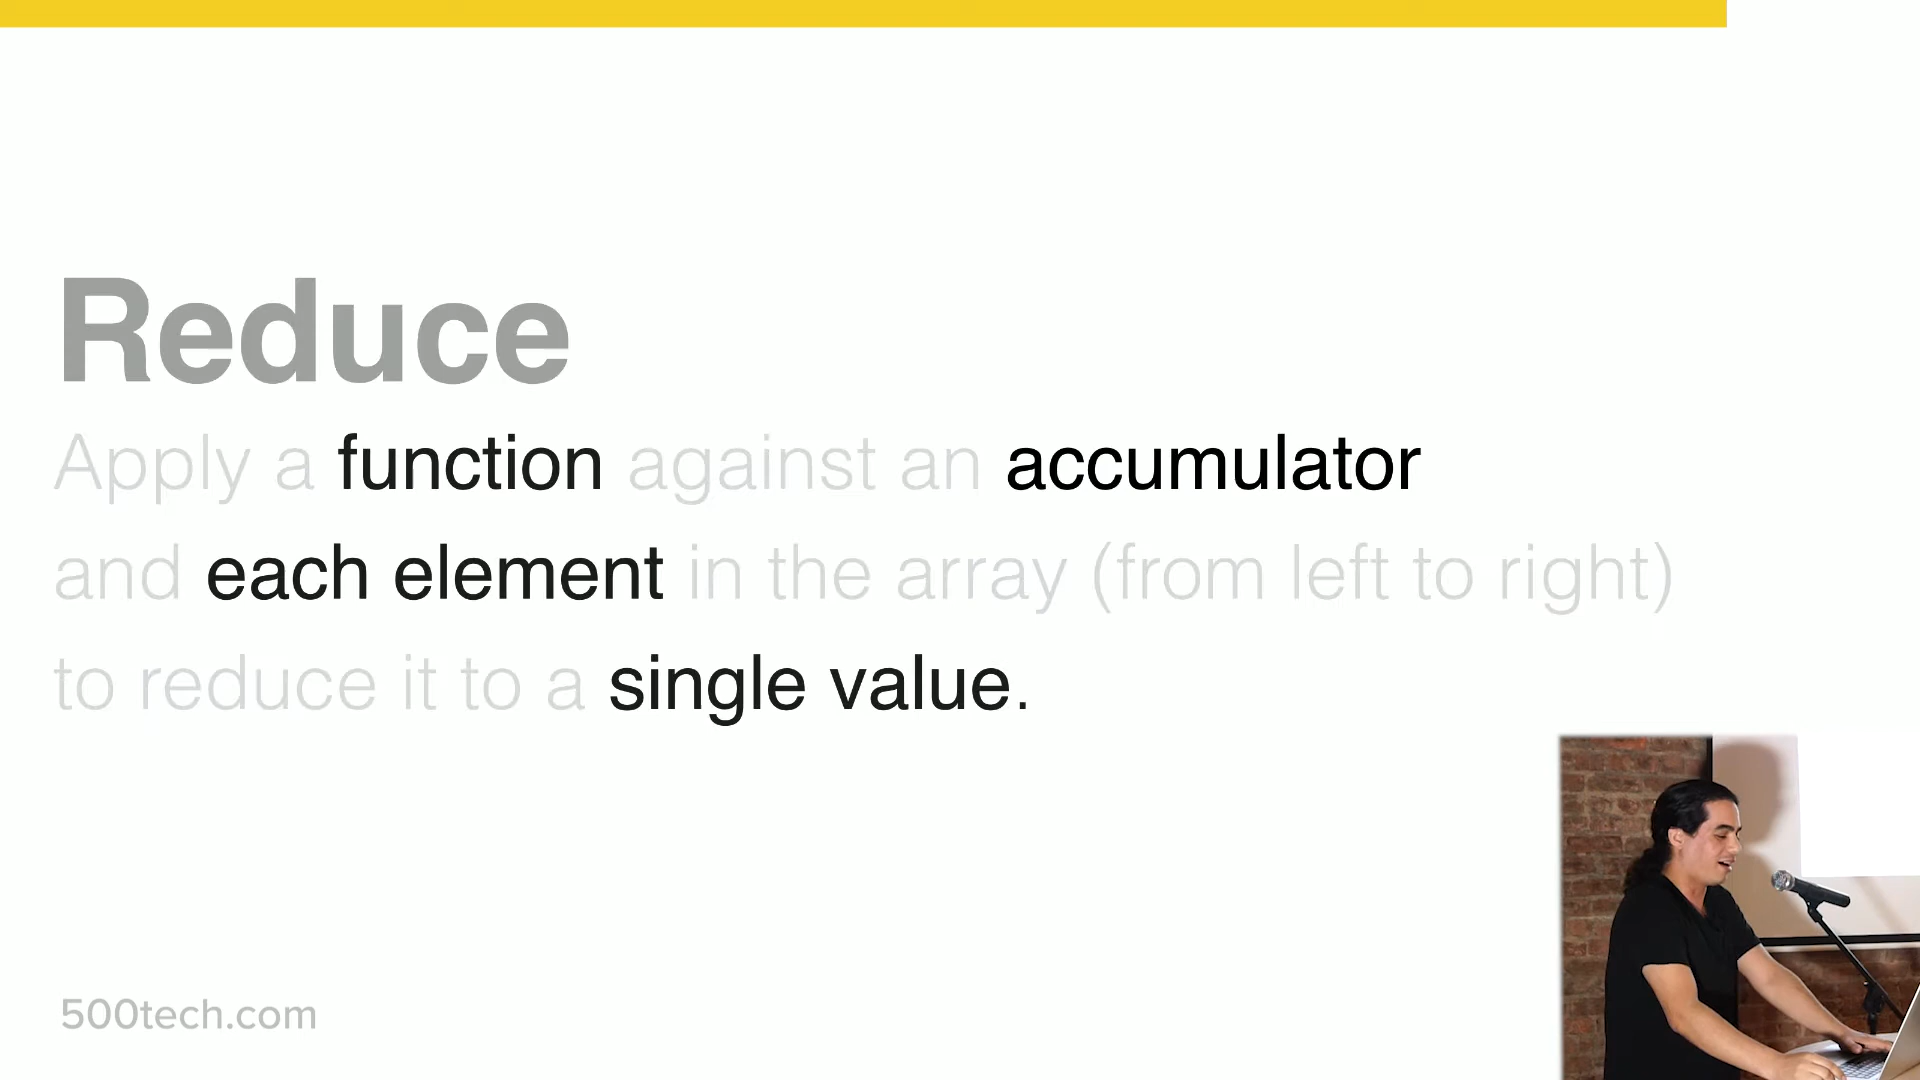 Reduce
Apply a function against an accumulator
and each element in the array (from left to right)
to reduce it to a single value.
500tech.com